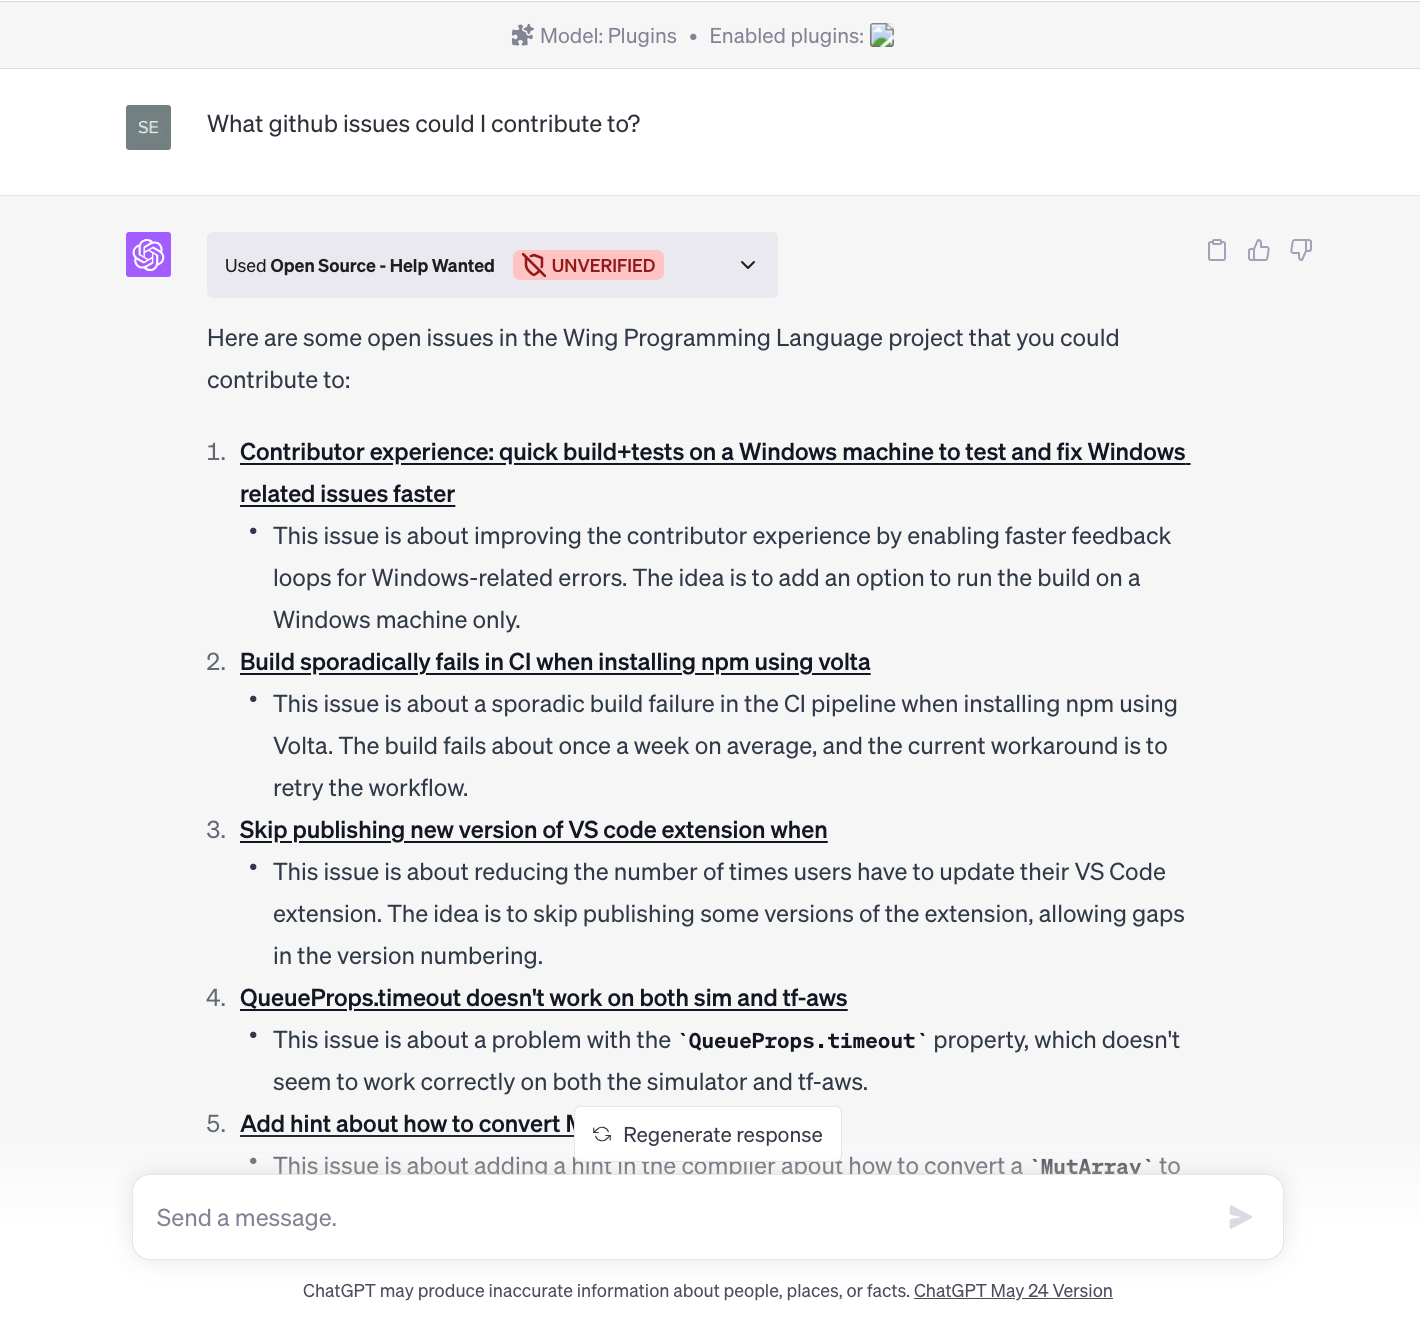 Model: Plugins • Enabled plugins:
SE
What github issues could I contribute to?
Used Open Source - Help Wanted UNVERIFIED
Here are some open issues in the Wing Programming Language project that you could
contribute to:
1. Contributor experience: quick build+tests on a Windows machine to test and fix Windows
related issues faster
• This issue is about improving the contributor experience by enabling faster feedback
loops for Windows-related errors. The idea is to add an option to run the build on a
Windows machine only.
2. Build sporadically fails in CI when installing npm using volta
• This issue is about a sporadic build failure in the CI pipeline when installing npm using
Volta. The build fails about once a week on average, and the current workaround is to
retry the workflow.
3. Skip publishing new version of VS code extension when
• This issue is about reducing the number of times users have to update their VS Code
extension. The idea is to skip publishing some versions of the extension, allowing gaps
in the version numbering.
4. QueueProps.timeout doesn't work on both sim and tf-aws
• This issue is about a problem with the `QueueProps.timeout` property, which doesn't
seem to work correctly on both the simulator and tf-aws.
5. Add hint about how to convert
Regenerate response
• This issue is about adding a hint in the compiler about how to convert a `MutArray` to
Send a message.
ChatGPT may produce inaccurate information about people, places, or facts. ChatGPT May 24 Version